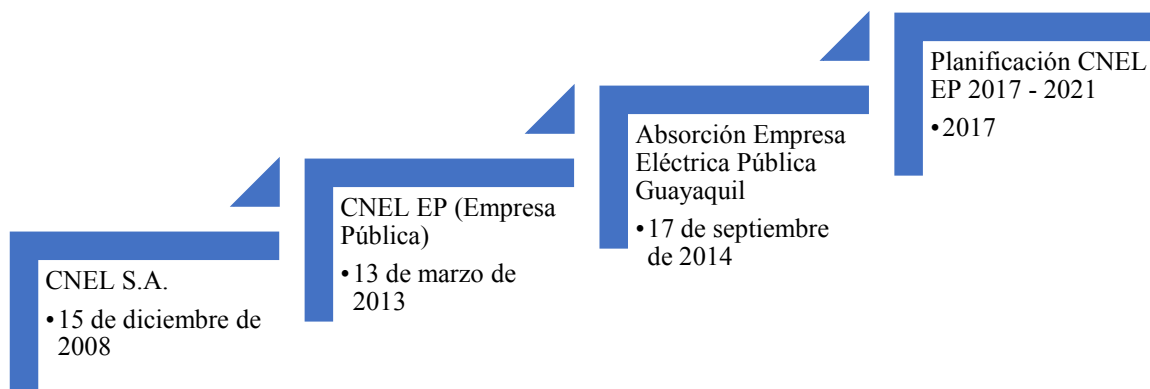 CNEL S.A.
•15 de diciembre de
2008
CNEL EP (Empresa
Pública)
•13 de marzo de
2013
Absorción Empresa
Eléctrica Pública
Guayaquil
•17 de septiembre
de 2014
Planificación CNEL
EP 2017 - 2021
•2017